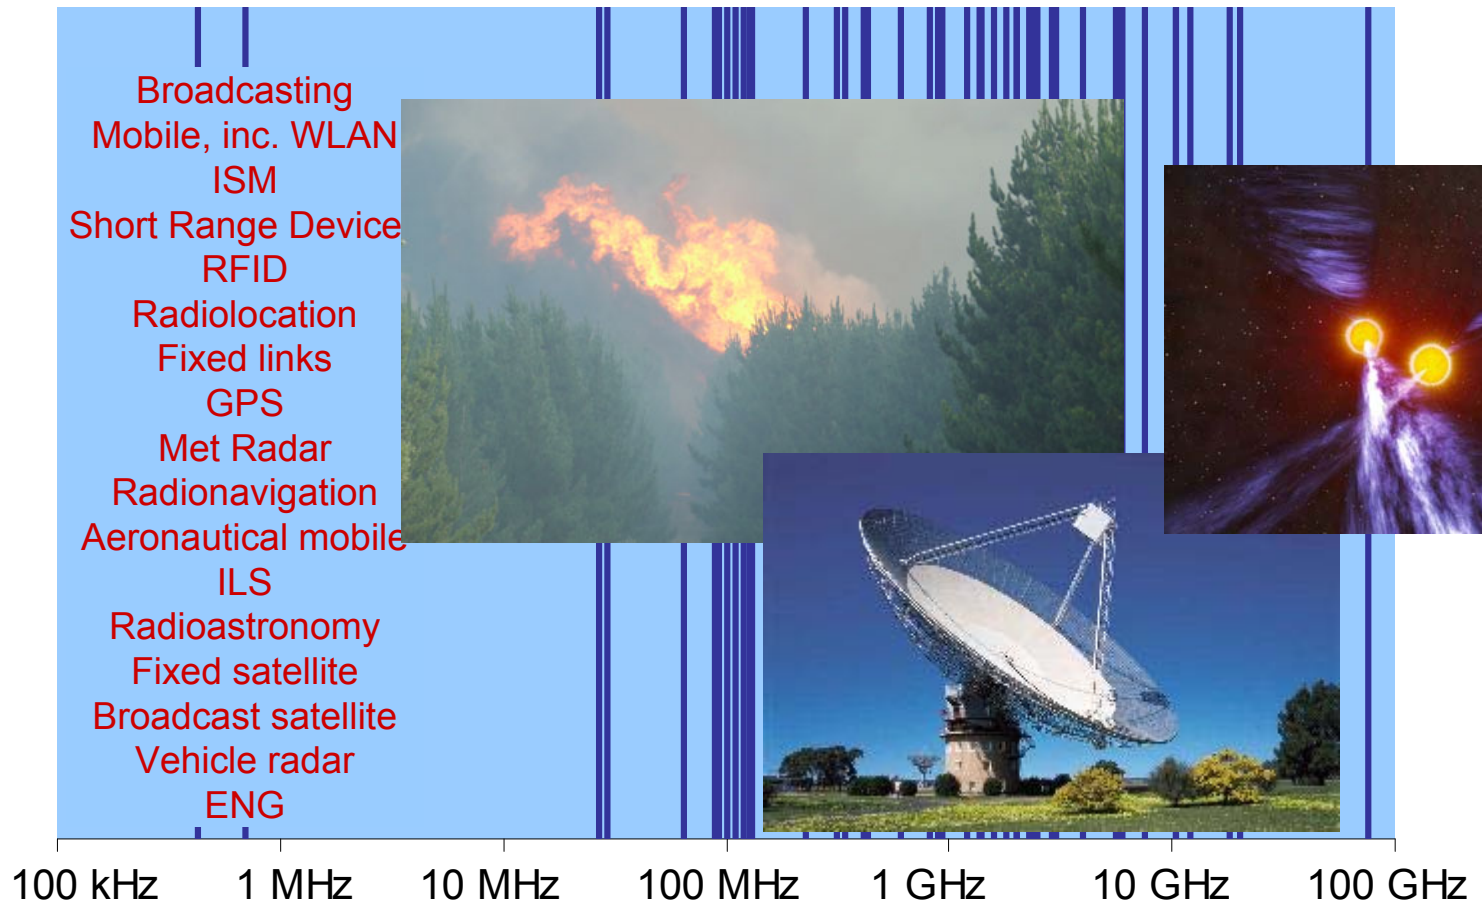 Broadcasting
Mobile, inc. WLAN
ISM
Short Range Device
RFID
Radiolocation
Fixed links
GPS
Met Radar
Radionavigation
Aeronautical mobile
ILS
Radioastronomy
Fixed satellite
Broadcast satellite
Vehicle radar
ENG
100 kHz 1 MHz 10 MHz 100 MHz 1 GHz 10 GHz 100 GHz